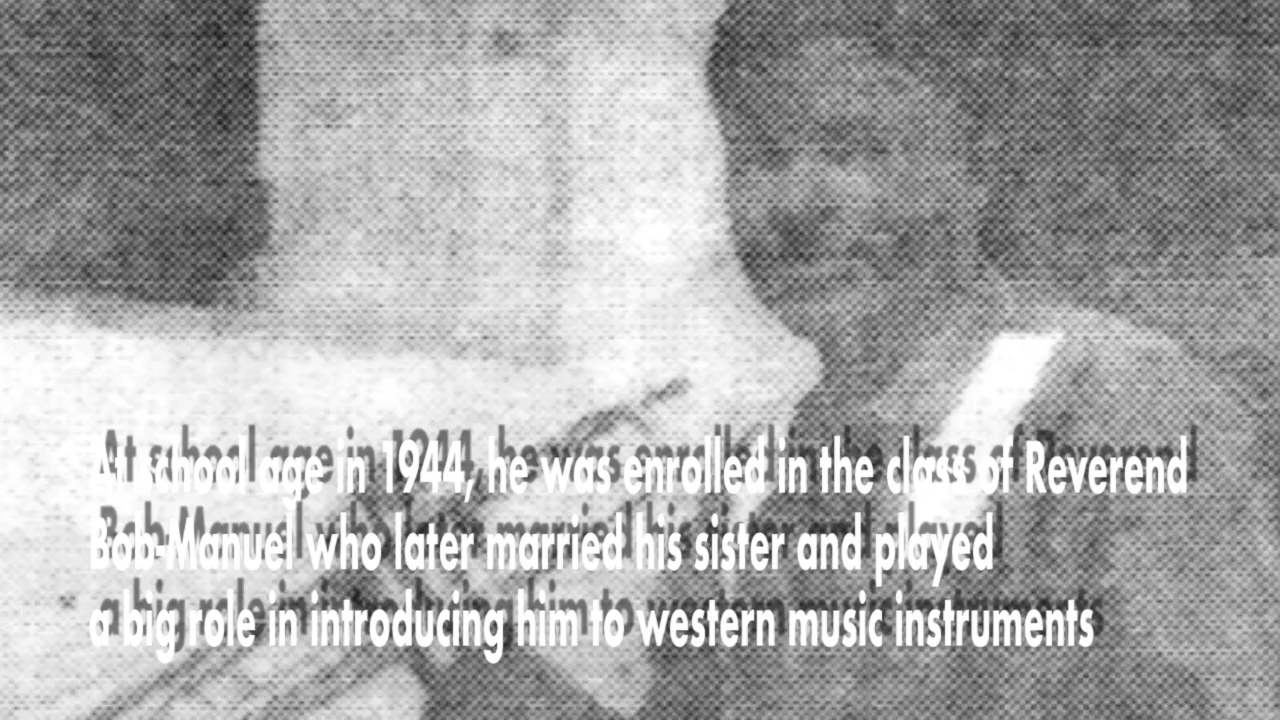 At school age in 1944, he was enrolled in the class of Reverend
Bob-Manuel who later married his sister and played
a big role in introducing him to western music instruments